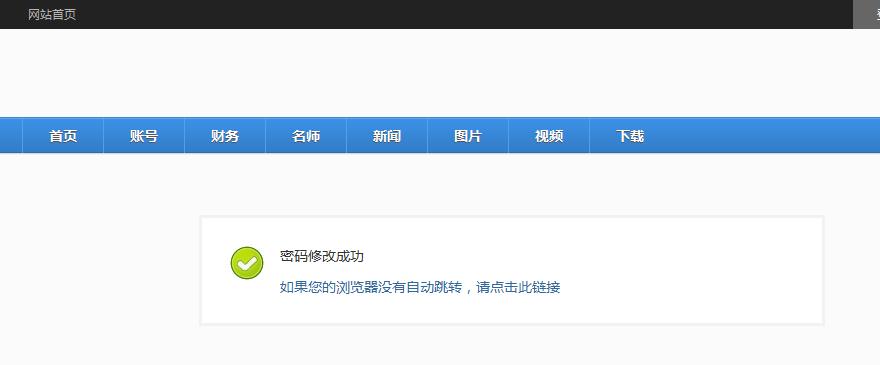 网站首页
首页 账号 财务 名师 新闻 图片 视频 下载
密码修改成功
如果您的浏览器没有自动跳转，请点击此链接